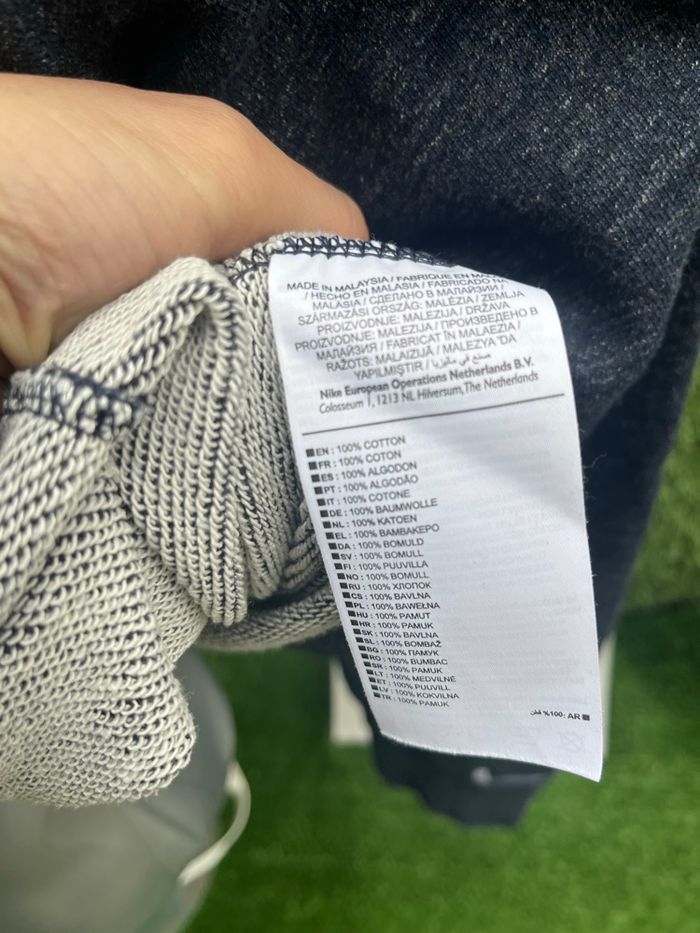 MADE IN MALAYSIA / FABRIQUE EN
/ HECHO EN MALASIA / FABRICADO NA
MALÁSIA / СДЕЛАНО В МАЛАЙЗИИ /
SZÁRMAZÁSI ORSZÁG: MALÉZIA / ZEMLJA
PROIZVODNJE: MALEZIJA / DRŽAVA
PROIZVODNJE: MALEZIJA / ПРОИЗВЕДЕНО В
МАЛАЙЗИЯ / FABRICAT ÎN MALAEZIA /
RAŽOTS: MALAIZIJĀ / MALEZYA 'DA
YAPILMIŞTIR / صنع في ماليزيا
Nike European Operations Netherlands B.V.
Colosseum 1, 1213 NL Hilversum, The Netherlands
EN : 100% COTTON
FR : 100% COTON
ES : 100% ALGODON
PT : 100% ALGODÃO
IT : 100% COTONE
DE : 100% BAUMWOLLE
NL : 100% KATOEN
EL : 100% ΒΑΜΒΑΚΕΡΟ
DA : 100% BOMULD
SV : 100% BOMULL
FI : 100% PUUVILLA
NO : 100% BOMULL
RU : 100% ХЛОПОК
CS : 100% BAVLNA
PL : 100% BAWEŁNA
HU : 100% PAMUT
HR : 100% PAMUK
SK : 100% BAVLNA
SL : 100% BOMBAŽ
BG : 100% ПАМУК
RO : 100% BUMBAC
SR : 100% PAMUK
LT : 100% MEDVILNĖ
ET : 100% PUUVILL
LV : 100% KOKVILNA
TR : 100% PAMUK
قطن %100: AR